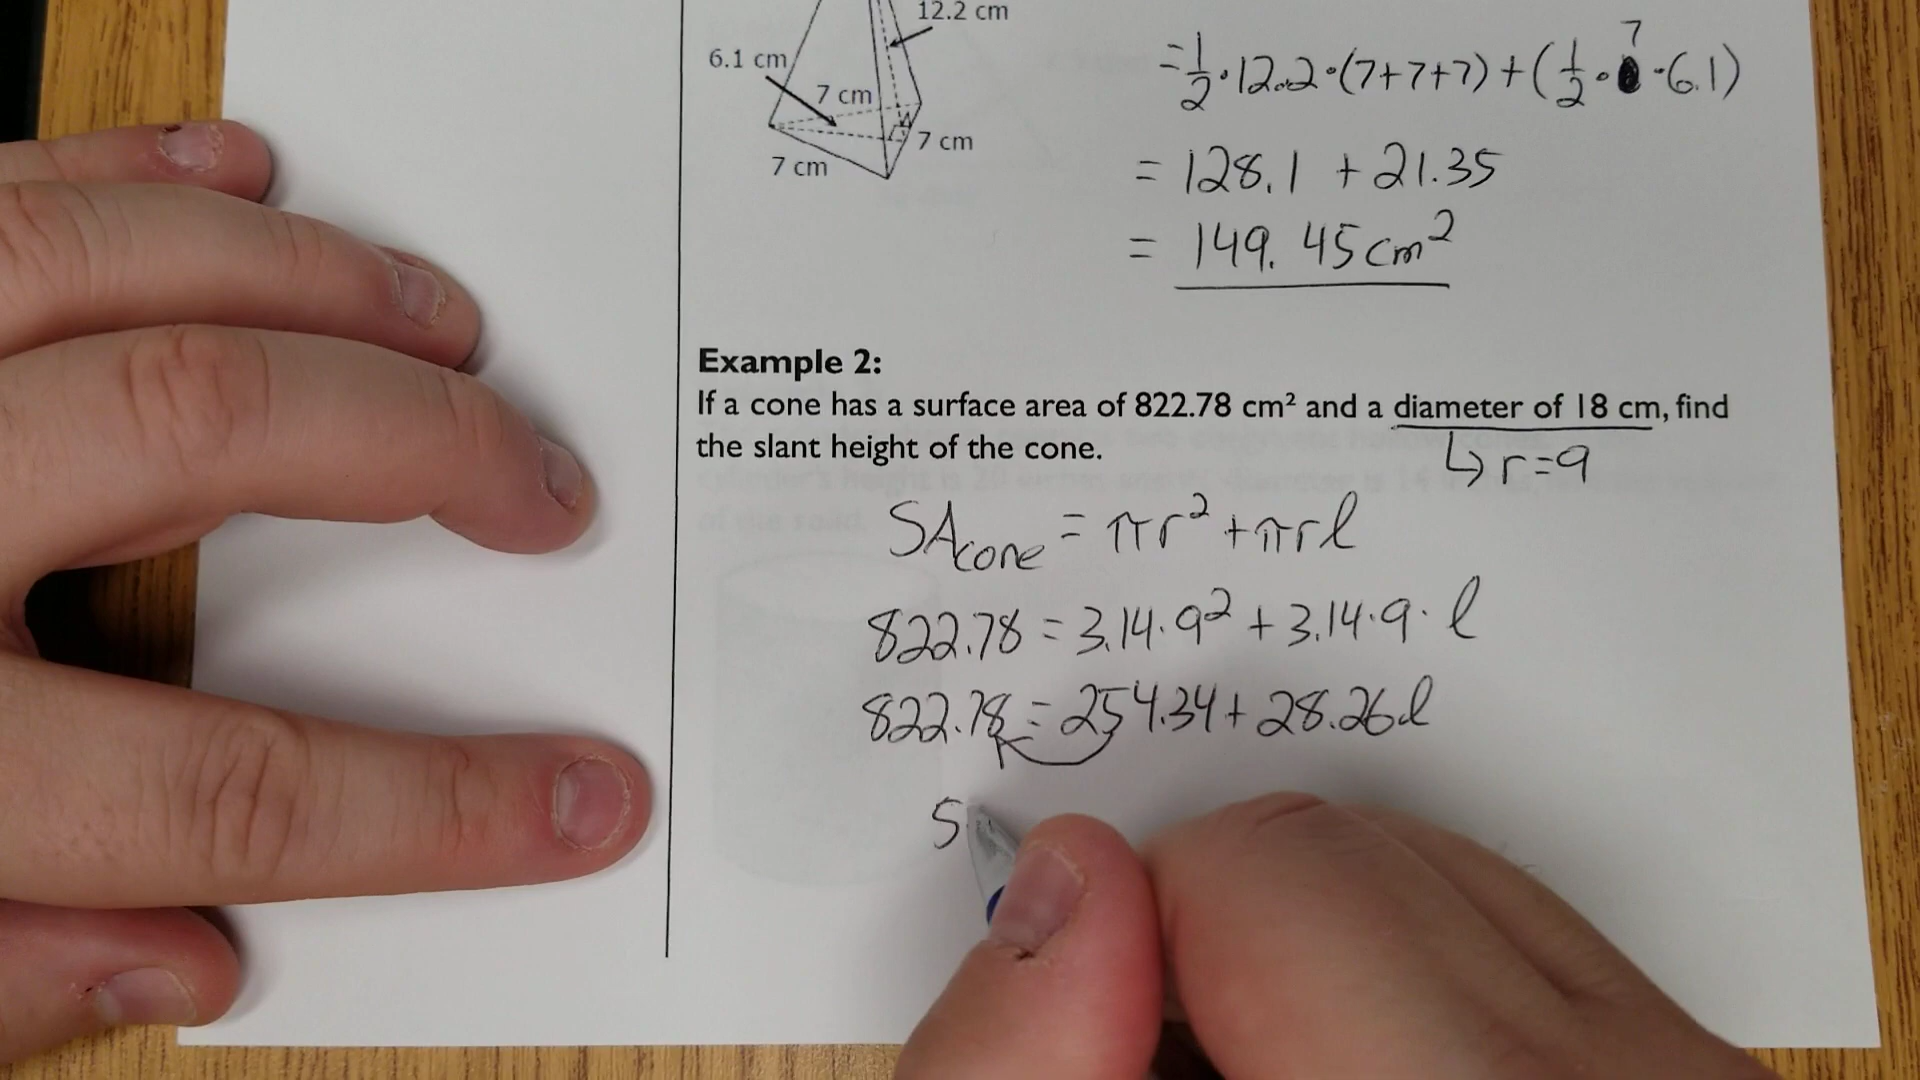 12.2 cm
6.1 cm
7 cm
7 cm
7 cm
= 1/2 · 12.2 · (7+7+7) + (1/2 · 7 · 6.1)
= 128.1 + 21.35
= 149.45 cm²
Example 2:
If a cone has a surface area of 822.78 cm² and a diameter of 18 cm, find
the slant height of the cone.
↳ r=9
SAcone = πr² + πrl
822.78 = 3.14·9² + 3.14·9·l
822.78 = 254.34 + 28.26l
5